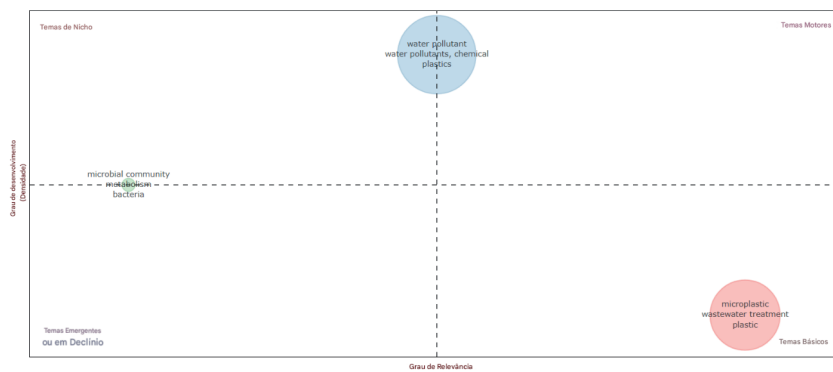 Temas de Nicho
Temas Motores
water pollutant
water pollutants, chemical
plastics
Grau de desenvolvimento
(Densidade)
microbial community
metabolism
bacteria
microplastic
wastewater treatment
plastic
Temas Emergentes
ou em Declínio
Temas Básicos
Grau de Relevância